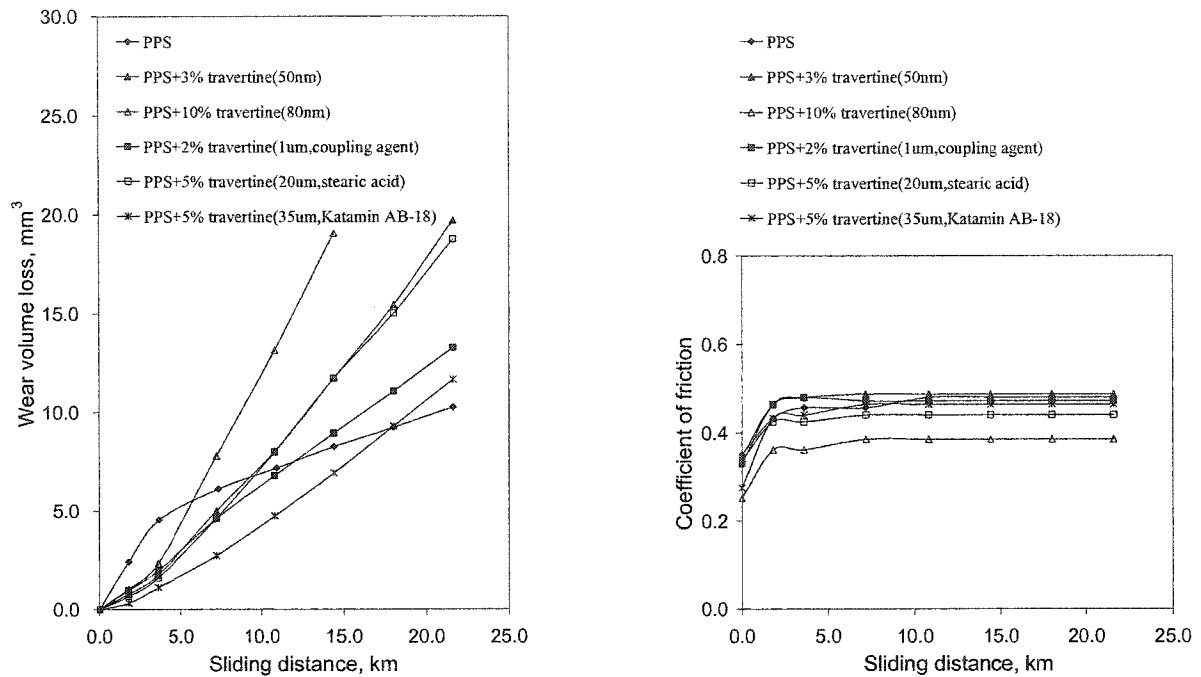 30.0
25.0
20.0
15.0
10.0
5.0
0.0
Wear volume loss, mm³
PPS
PPS+3% travertine(50nm)
PPS+10% travertine(80nm)
PPS+2% travertine(1um,coupling agent)
PPS+5% travertine(20um,stearic acid)
PPS+5% travertine(35um,Katamin AB-18)
0.0 5.0 10.0 15.0 20.0 25.0
Sliding distance, km
PPS
PPS+3% travertine(50nm)
PPS+10% travertine(80nm)
PPS+2% travertine(1um,coupling agent)
PPS+5% travertine(20um,stearic acid)
PPS+5% travertine(35um,Katamin AB-18)
0.8
0.6
0.4
0.2
0.0
Coefficient of friction
0.0 5.0 10.0 15.0 20.0 25.0
Sliding distance, km